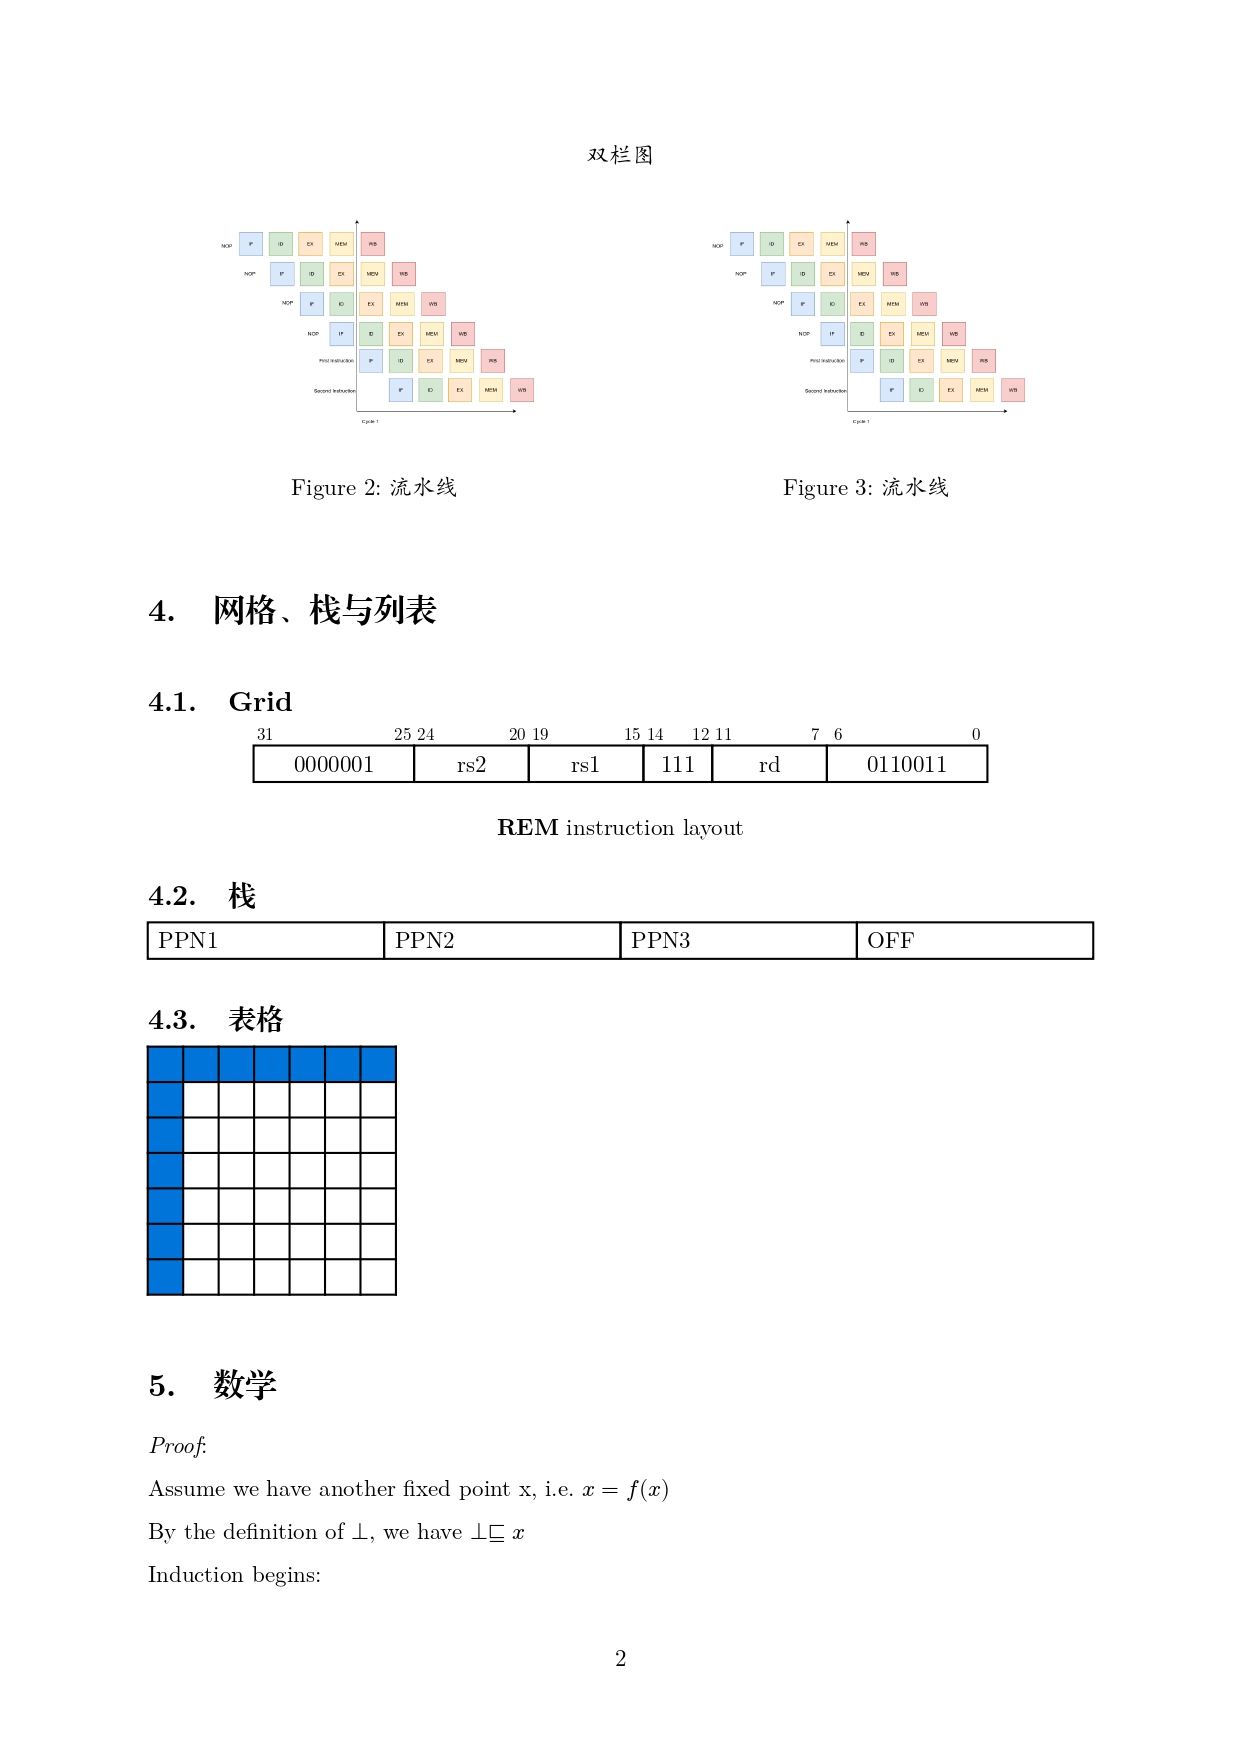 双栏图
NOP IF ID EX MEM WB
NOP IF ID EX MEM WB
NOP IF ID EX MEM WB
NOP IF ID EX MEM WB
First Instruction IF ID EX MEM WB
Second Instruction IF ID EX MEM WB
Cycle 1
Figure 2: 流水线
NOP IF ID EX MEM WB
NOP IF ID EX MEM WB
NOP IF ID EX MEM WB
NOP IF ID EX MEM WB
First Instruction IF ID EX MEM WB
Second Instruction IF ID EX MEM WB
Cycle 1
Figure 3: 流水线
4. 网格、栈与列表
4.1. Grid
31 25 24 20 19 15 14 12 11 7 6 0
0000001 rs2 rs1 111 rd 0110011
REM instruction layout
4.2. 栈
PPN1 PPN2 PPN3 OFF
4.3. 表格
5. 数学
Proof:
Assume we have another fixed point x, i.e. x = f(x)
By the definition of ⊥, we have ⊥⊑ x
Induction begins:
2